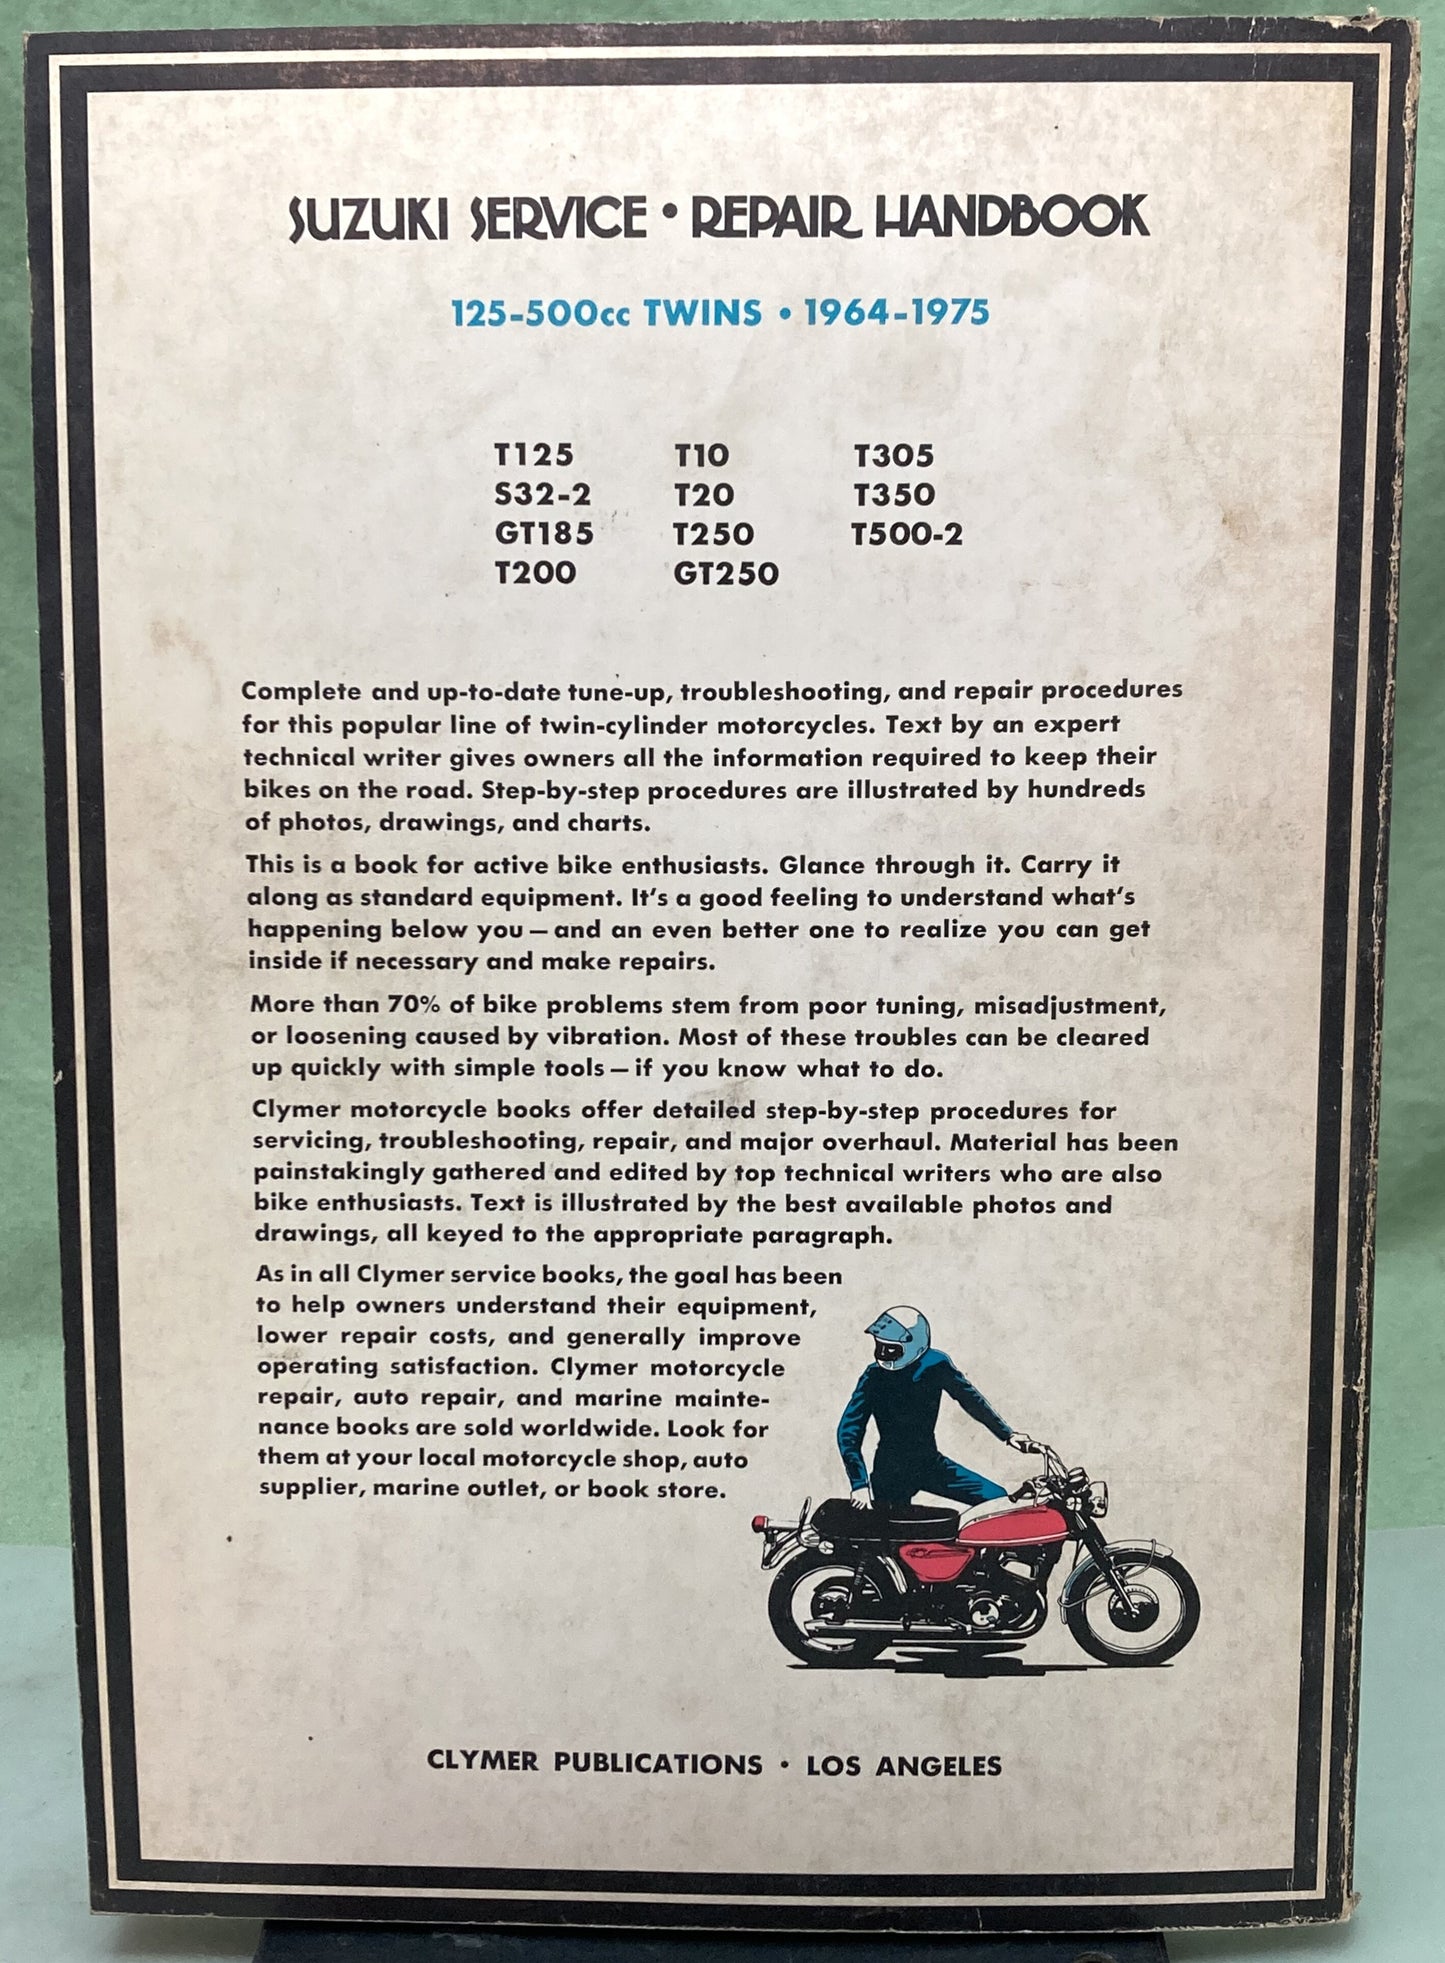 SUZUKI SERVICE • REPAIR HANDBOOK
125-500cc TWINS • 1964-1975
T125 T10 T305
S32-2 T20 T350
GT185 T250 T500-2
T200 GT250
Complete and up-to-date tune-up, troubleshooting, and repair procedures
for this popular line of twin-cylinder motorcycles. Text by an expert
technical writer gives owners all the information required to keep their
bikes on the road. Step-by-step procedures are illustrated by hundreds
of photos, drawings, and charts.
This is a book for active bike enthusiasts. Glance through it. Carry it
along as standard equipment. It's a good feeling to understand what's
happening below you — and an even better one to realize you can get
inside if necessary and make repairs.
More than 70% of bike problems stem from poor tuning, misadjustment,
or loosening caused by vibration. Most of these troubles can be cleared
up quickly with simple tools — if you know what to do.
Clymer motorcycle books offer detailed step-by-step procedures for
servicing, troubleshooting, repair, and major overhaul. Material has been
painstakingly gathered and edited by top technical writers who are also
bike enthusiasts. Text is illustrated by the best available photos and
drawings, all keyed to the appropriate paragraph.
As in all Clymer service books, the goal has been
to help owners understand their equipment,
lower repair costs, and generally improve
operating satisfaction. Clymer motorcycle
repair, auto repair, and marine mainte-
nance books are sold worldwide. Look for
them at your local motorcycle shop, auto
supplier, marine outlet, or book store.
CLYMER PUBLICATIONS • LOS ANGELES